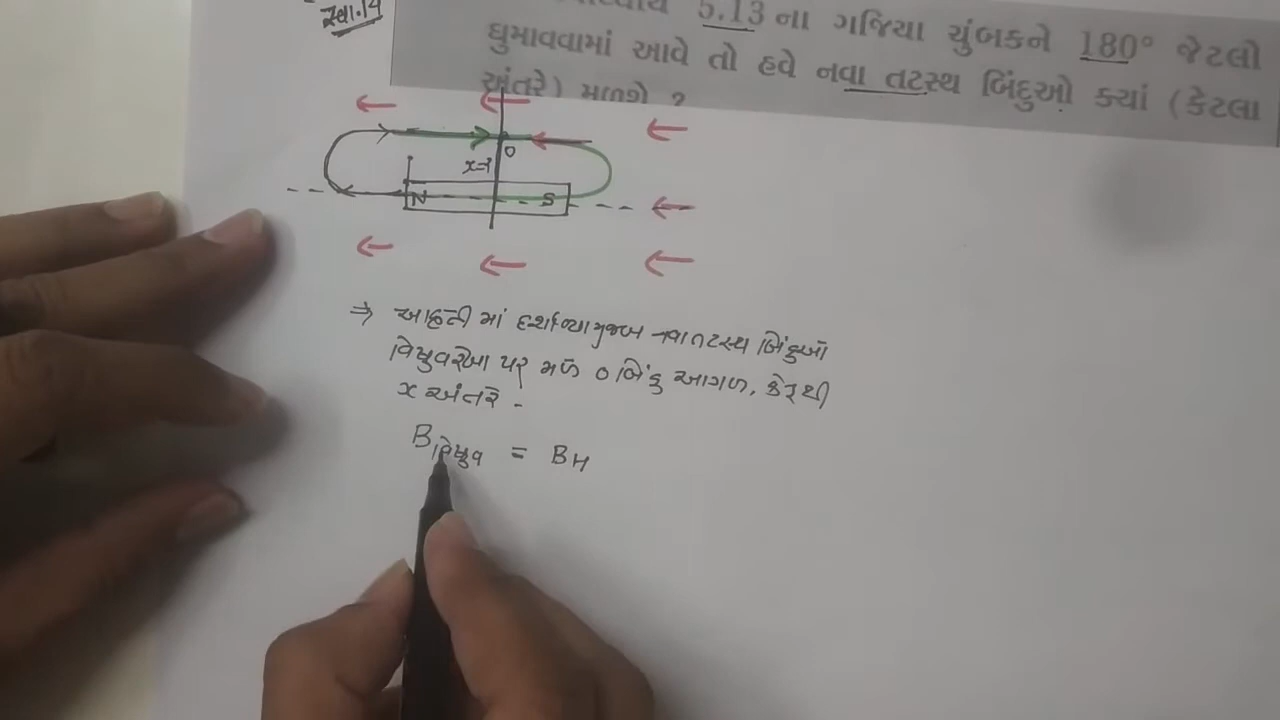 સ્વા.14
5.13 ના ગજિયા ચુંબકને 180° જેટલો
ઘુમાવવામાં આવે તો હવે નવા તટસ્થ બિંદુઓ ક્યાં (કેટલા
અંતરે) મળશે ?
x=?
O
N S
⇒ આકૃતીમાં દર્શાવ્યા મુજબ નવા તટસ્થ બિંદુઓ
વિષુવરેખા પર મળે O બિંદુ આગળ, કેન્દ્રથી
x અંતરે -
Bવિષુવ = BH